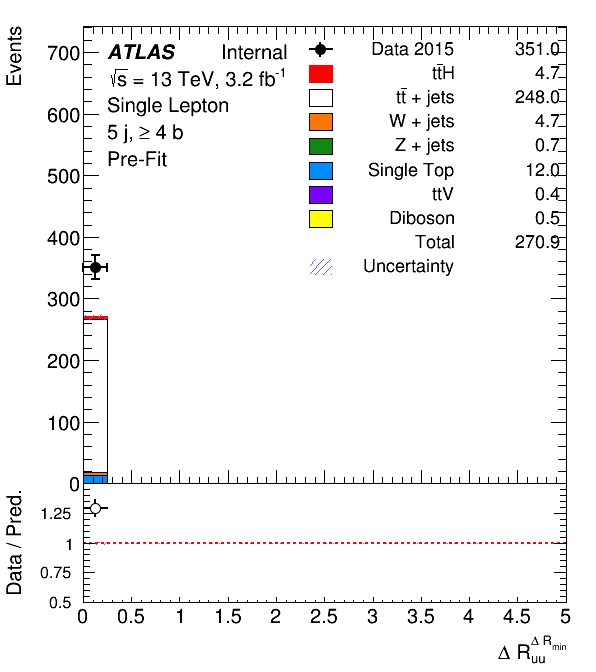 Events
700
600
500
400
300
200
100
0
ATLAS Internal
√s = 13 TeV, 3.2 fb⁻¹
Single Lepton
5 j, ≥ 4 b
Pre-Fit
Data 2015 351.0
tt̄H 4.7
tt̄ + jets 248.0
W + jets 4.7
Z + jets 0.7
Single Top 12.0
ttV 0.4
Diboson 0.5
Total 270.9
Uncertainty
Data / Pred.
1.25
1
0.75
0.5
0 0.5 1 1.5 2 2.5 3 3.5 4 4.5 5
Δ R_uu^Δ R_min